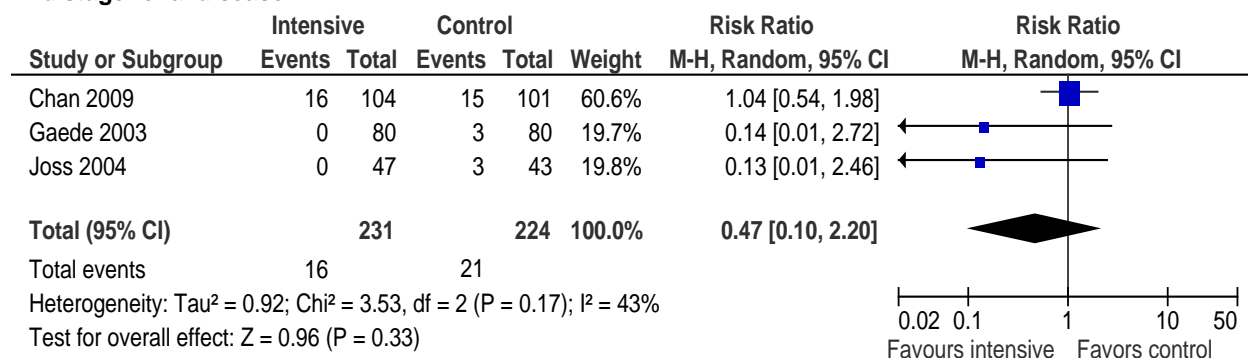 Intensive Control Risk Ratio Risk Ratio
Study or Subgroup Events Total Events Total Weight M-H, Random, 95% CI M-H, Random, 95% CI
Chan 2009 16 104 15 101 60.6% 1.04 [0.54, 1.98]
Gaede 2003 0 80 3 80 19.7% 0.14 [0.01, 2.72]
Joss 2004 0 47 3 43 19.8% 0.13 [0.01, 2.46]
Total (95% CI) 231 224 100.0% 0.47 [0.10, 2.20]
Total events 16 21
Heterogeneity: Tau² = 0.92; Chi² = 3.53, df = 2 (P = 0.17); I² = 43%
Test for overall effect: Z = 0.96 (P = 0.33)
0.02 0.1 1 10 50
Favours intensive Favors control